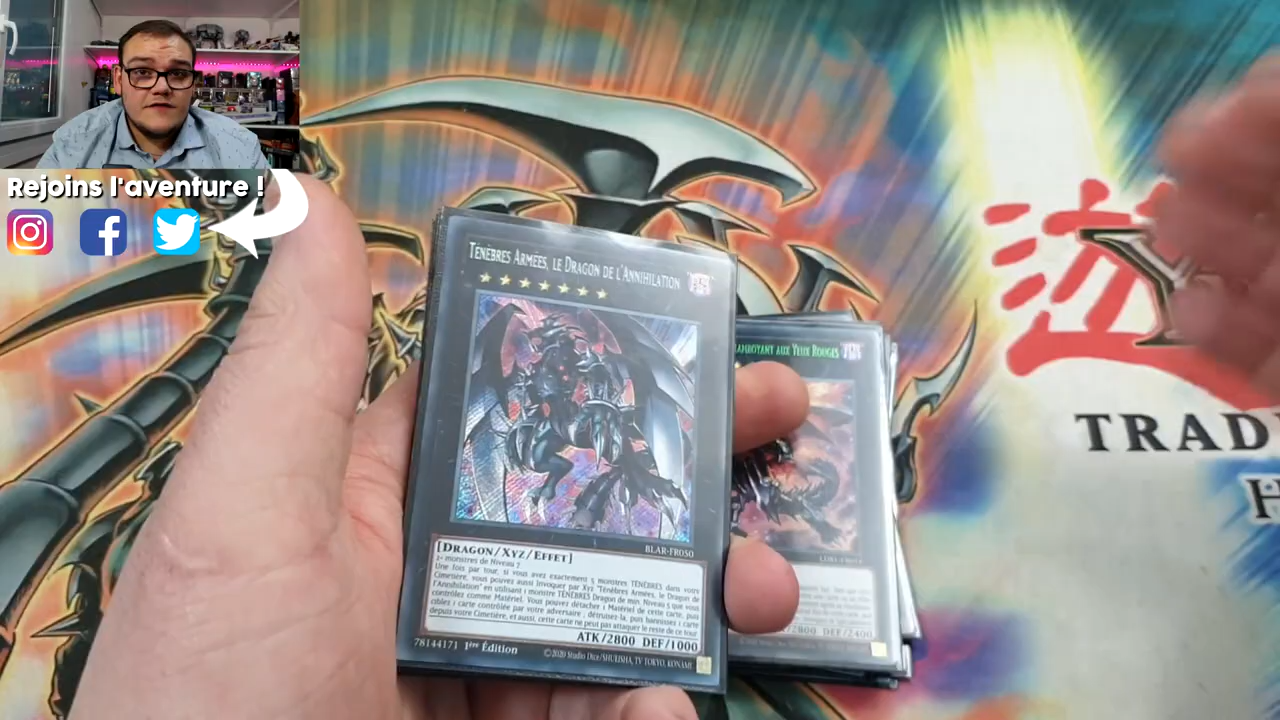 Rejoins l'aventure !
TÉNÈBRES ARMÉES, LE DRAGON DE L'ANNIHILATION
BLAR-FR050
[DRAGON/XYZ/EFFET]
2+ monstres de Niveau 7
Une fois par tour, si vous avez exactement 5 monstres TÉNÈBRES dans votre
Cimetière, vous pouvez aussi Invoquer par Xyz "Ténèbres Armées, le Dragon de
l'Annihilation" en utilisant 1 monstre TÉNÈBRES Dragon de min. Niveau 5 que vous
contrôlez comme Matériel. Vous pouvez détacher 1 Matériel de cette carte, puis
ciblez 1 carte contrôlée par votre adversaire ; détruisez-la, puis bannissez 1 carte
depuis votre Cimetière, et aussi, cette carte ne peut pas attaquer le reste de ce tour.
ATK/2800 DEF/1000
78144171 1ère Édition
©2020 Studio Dice/SHUEISHA, TV TOKYO, KONAMI
AUX YEUX ROUGES
/2800 DEF/2400
遊
Y
TRAD
H